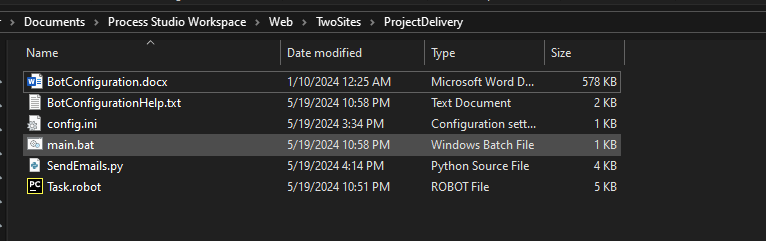 Documents > Process Studio Workspace > Web > TwoSites > ProjectDelivery
Name Date modified Type Size
BotConfiguration.docx 1/10/2024 12:25 AM Microsoft Word D... 578 KB
BotConfigurationHelp.txt 5/19/2024 10:58 PM Text Document 2 KB
config.ini 5/19/2024 3:34 PM Configuration sett... 1 KB
main.bat 5/19/2024 10:58 PM Windows Batch File 1 KB
SendEmails.py 5/19/2024 4:14 PM Python Source File 4 KB
Task.robot 5/19/2024 10:51 PM ROBOT File 5 KB